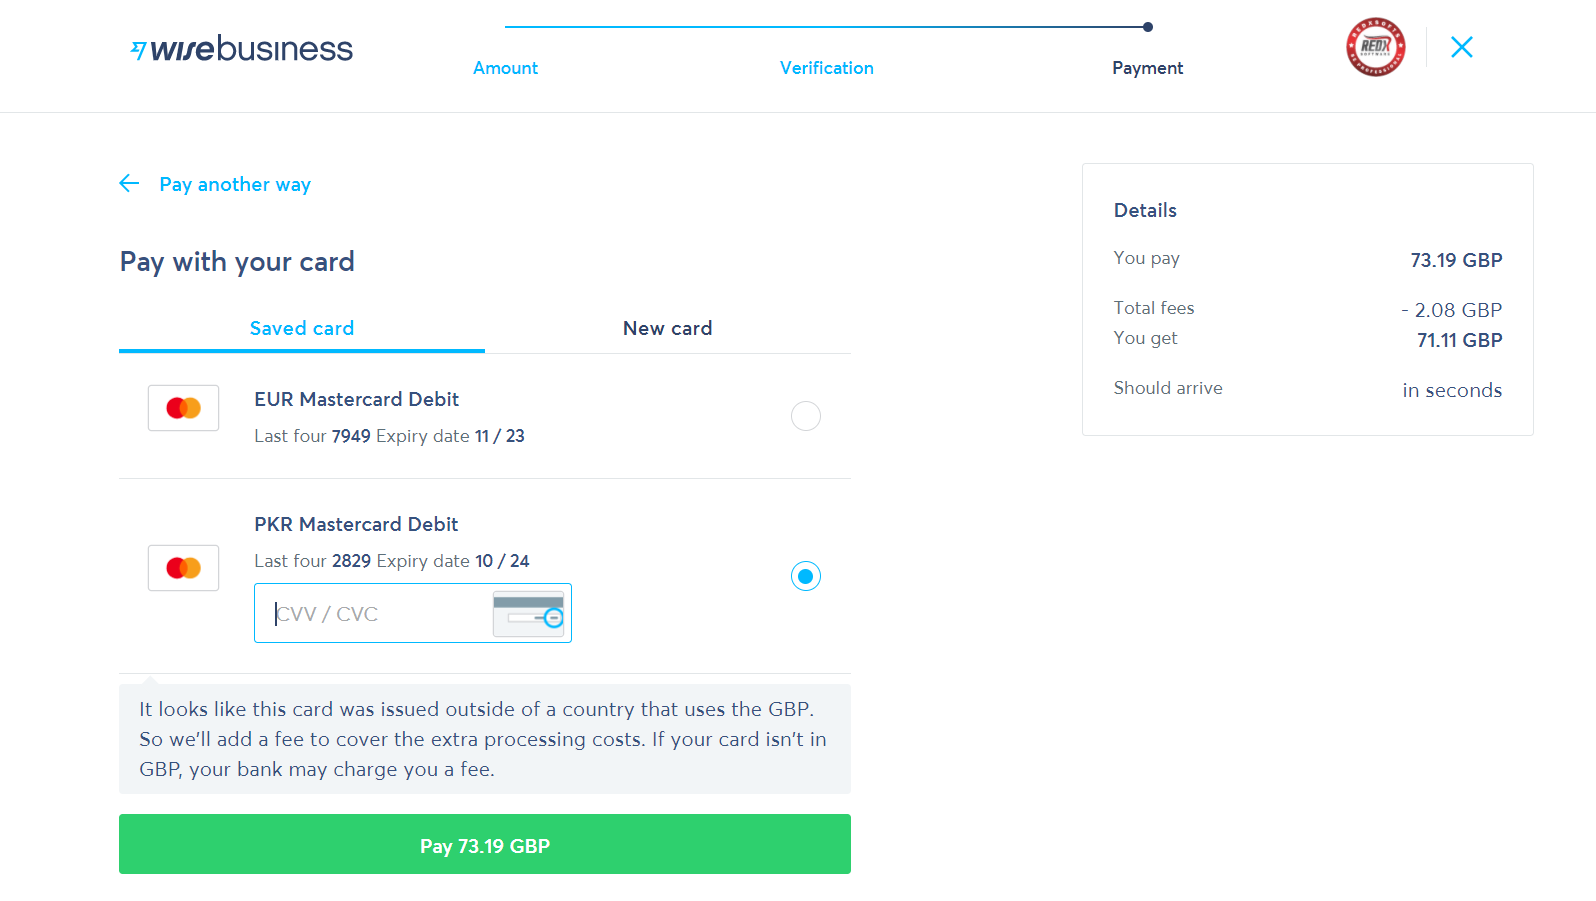 wisebusiness
Amount
Verification
Payment
REDXSOFTS
REDX
SOFTWARE
Pay another way
Pay with your card
Saved card
New card
EUR Mastercard Debit
Last four 7949 Expiry date 11 / 23
PKR Mastercard Debit
Last four 2829 Expiry date 10 / 24
CVV / CVC
It looks like this card was issued outside of a country that uses the GBP.
So we’ll add a fee to cover the extra processing costs. If your card isn’t in
GBP, your bank may charge you a fee.
Pay 73.19 GBP
Details
You pay 73.19 GBP
Total fees - 2.08 GBP
You get 71.11 GBP
Should arrive in seconds